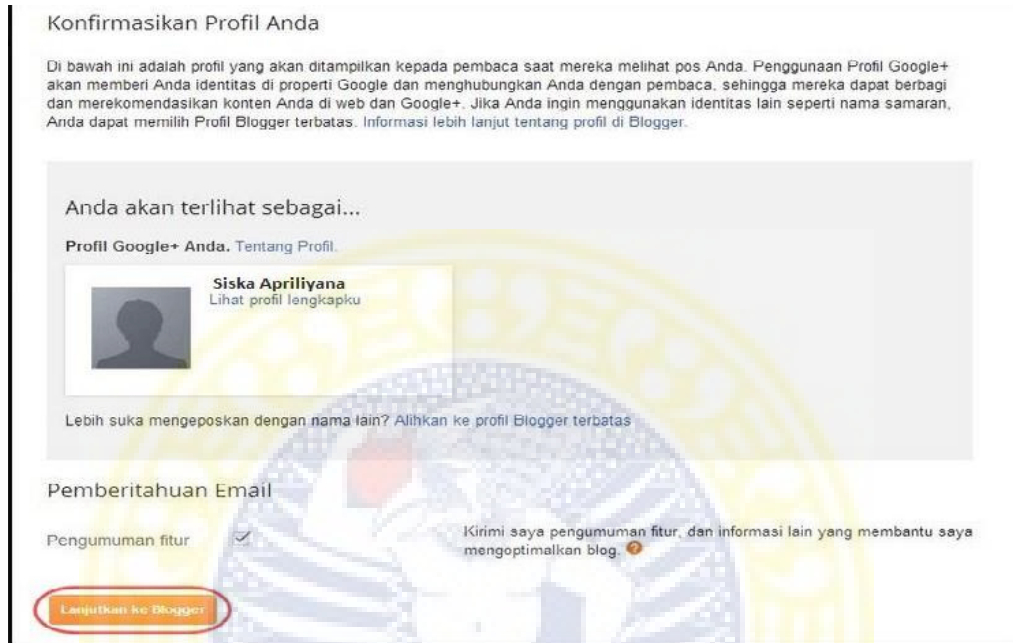 Konfirmasikan Profil Anda
Di bawah ini adalah profil yang akan ditampilkan kepada pembaca saat mereka melihat pos Anda. Penggunaan Profil Google+
akan memberi Anda identitas di properti Google dan menghubungkan Anda dengan pembaca, sehingga mereka dapat berbagi
dan merekomendasikan konten Anda di web dan Google+. Jika Anda ingin menggunakan identitas lain seperti nama samaran,
Anda dapat memilih Profil Blogger terbatas. Informasi lebih lanjut tentang profil di Blogger.
Anda akan terlihat sebagai...
Profil Google+ Anda. Tentang Profil.
Siska Apriliyana
Lihat profil lengkapku
Lebih suka mengeposkan dengan nama lain? Alihkan ke profil Blogger terbatas
Pemberitahuan Email
Pengumuman fitur
Kirimi saya pengumuman fitur, dan informasi lain yang membantu saya
mengoptimalkan blog. ?
Lanjutkan ke Blogger